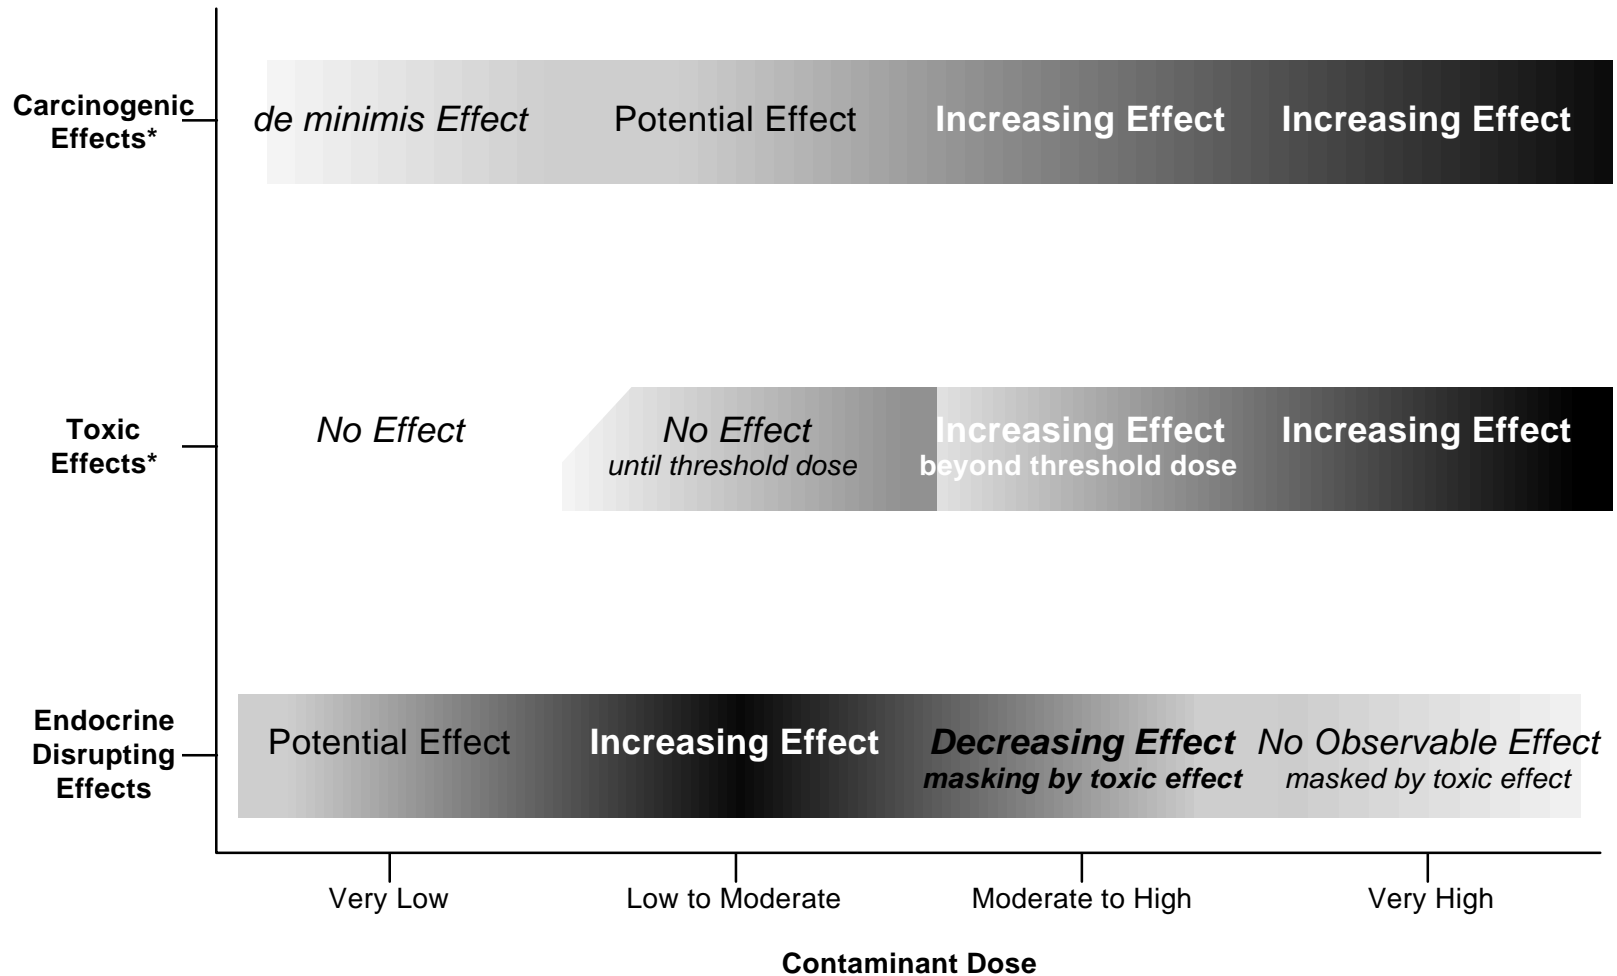 Carcinogenic
Effects*
de minimis Effect
Potential Effect
Increasing Effect
Increasing Effect
Toxic
Effects*
No Effect
No Effect
until threshold dose
Increasing Effect
beyond threshold dose
Increasing Effect
Endocrine
Disrupting
Effects
Potential Effect
Increasing Effect
Decreasing Effect
masking by toxic effect
No Observable Effect
masked by toxic effect
Very Low
Low to Moderate
Moderate to High
Very High
Contaminant Dose